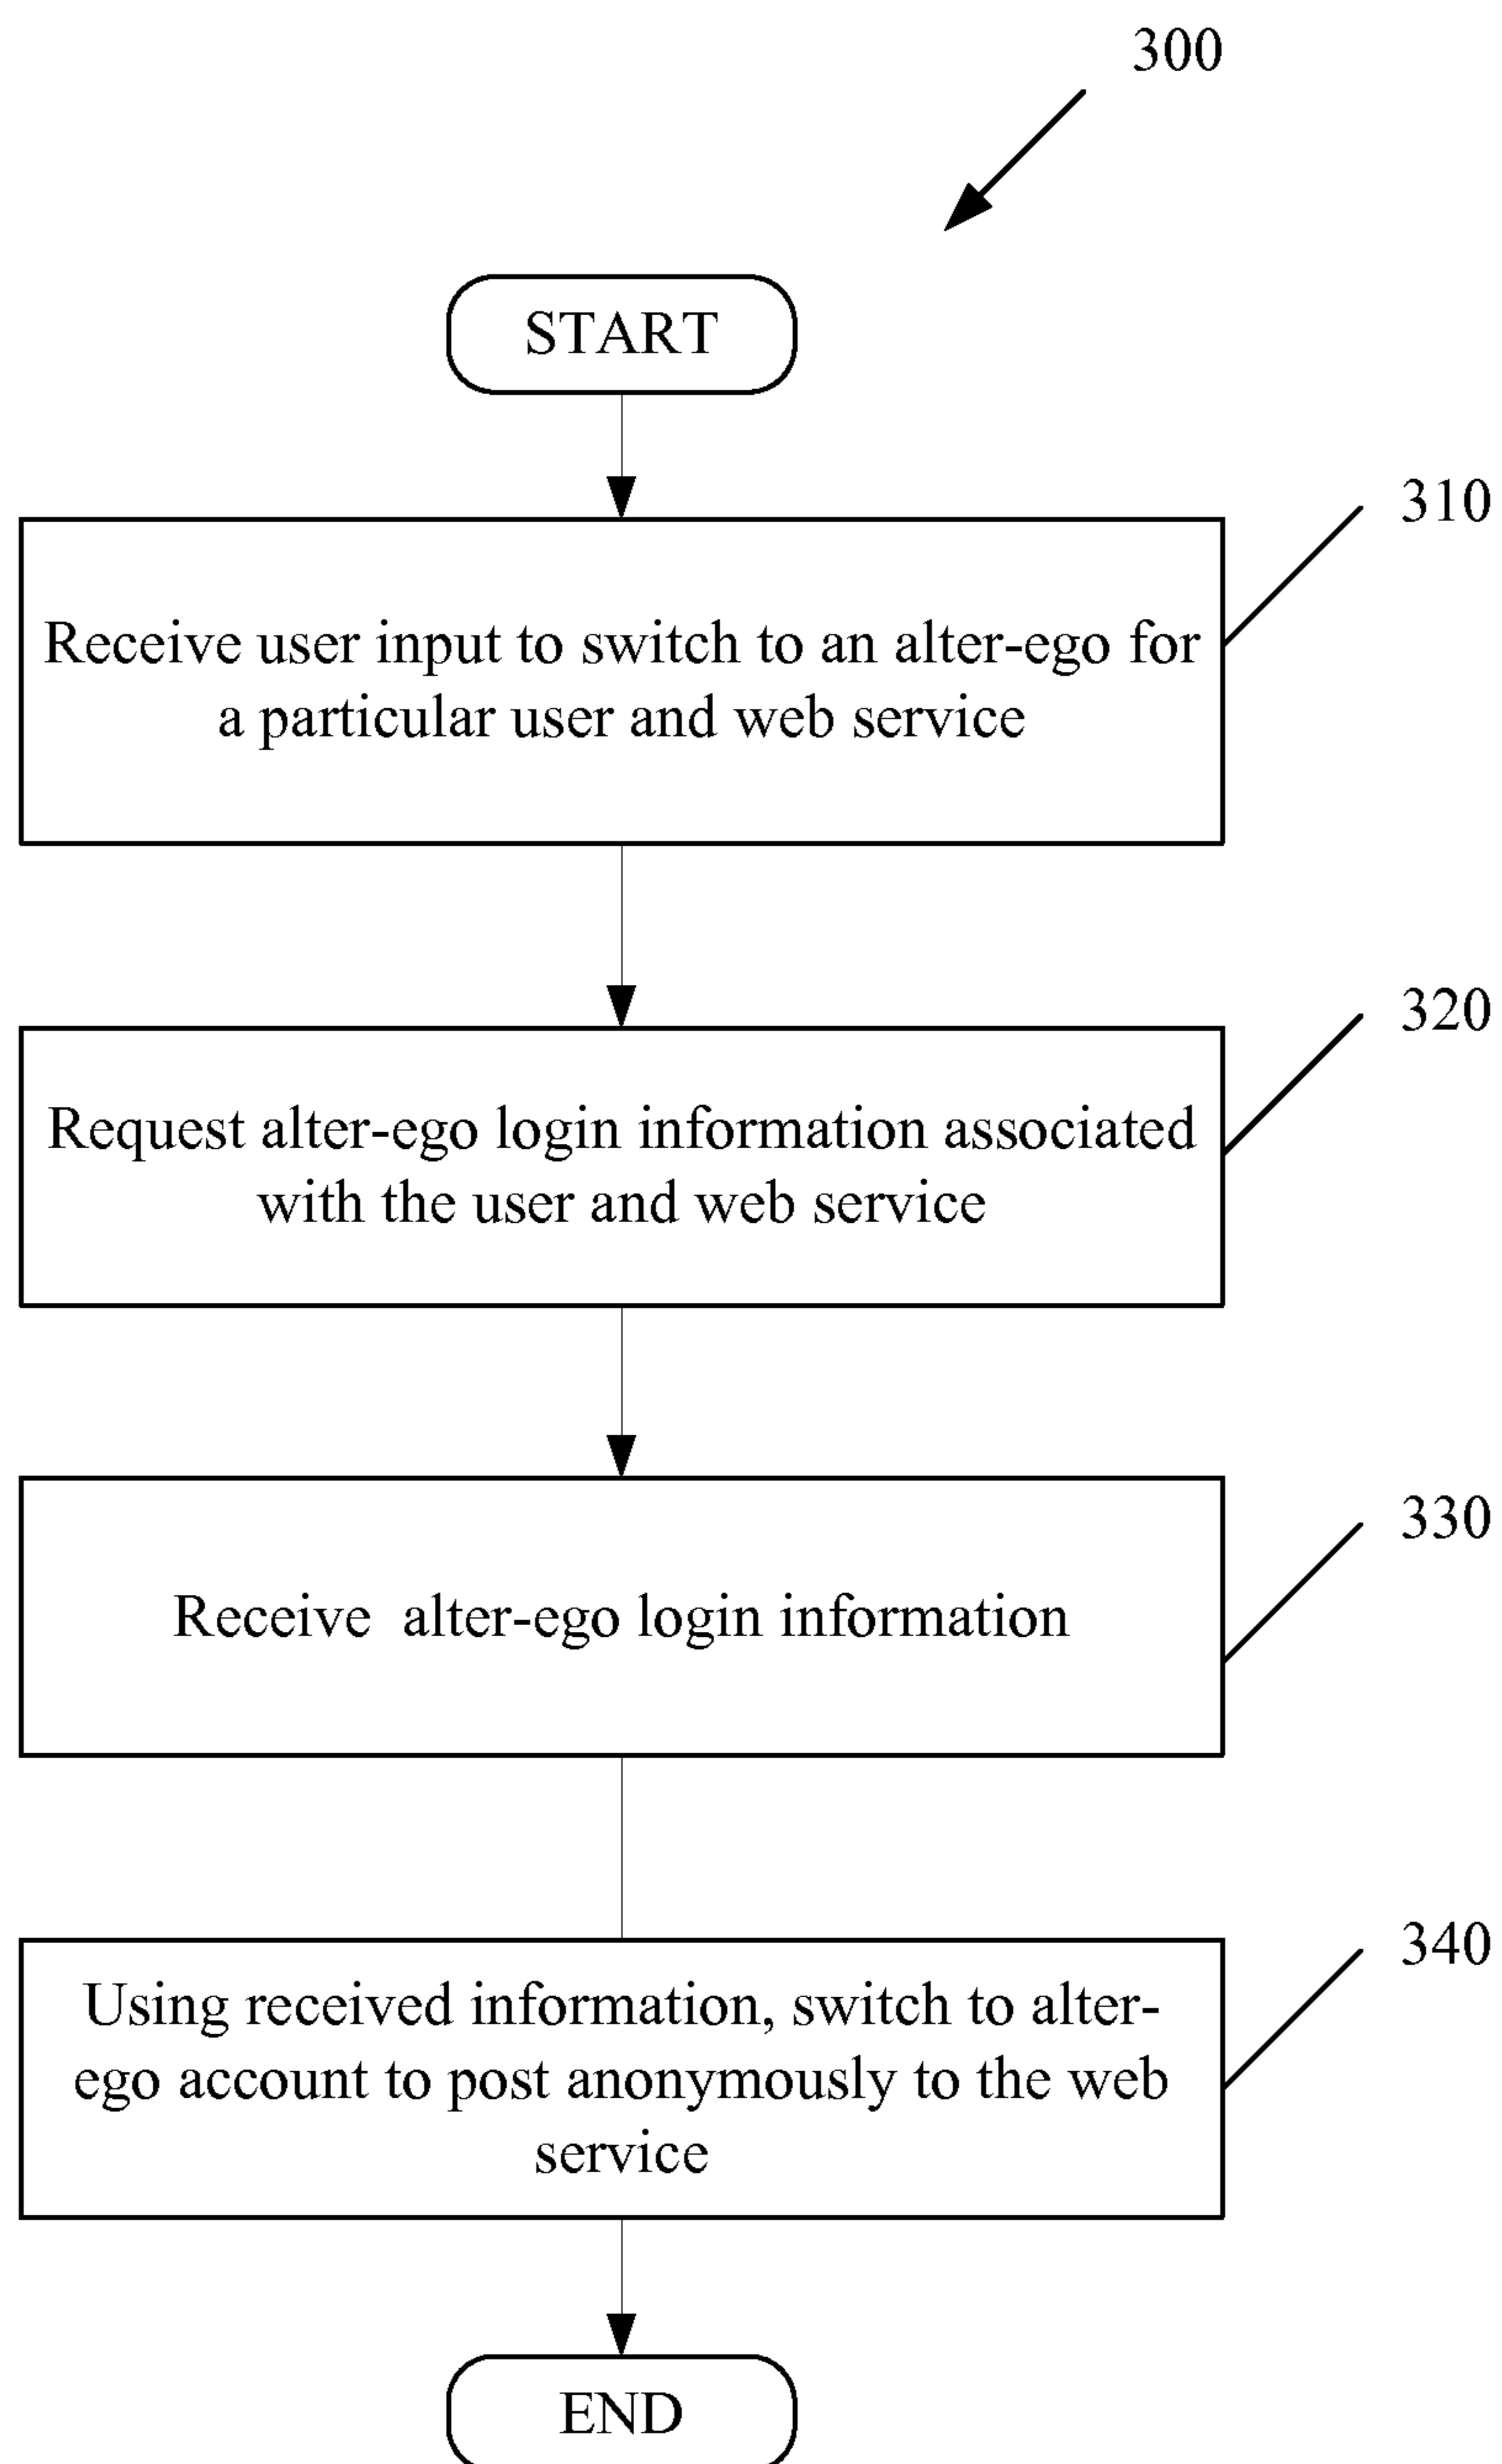 300
START
310
Receive user input to switch to an alter-ego for
a particular user and web service
320
Request alter-ego login information associated
with the user and web service
330
Receive alter-ego login information
340
Using received information, switch to alter-
ego account to post anonymously to the web
service
END